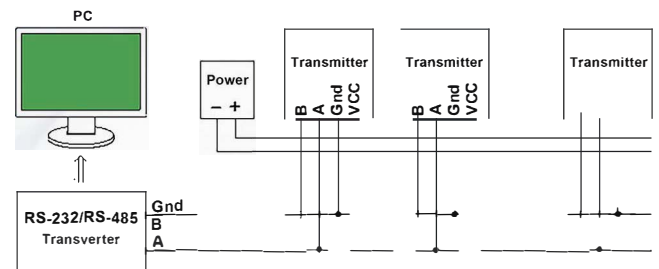 PC
Power
− +
Transmitter
B A Gnd VCC
Transmitter
B A Gnd VCC
Transmitter
RS-232/RS-485
Transverter
Gnd
B
A